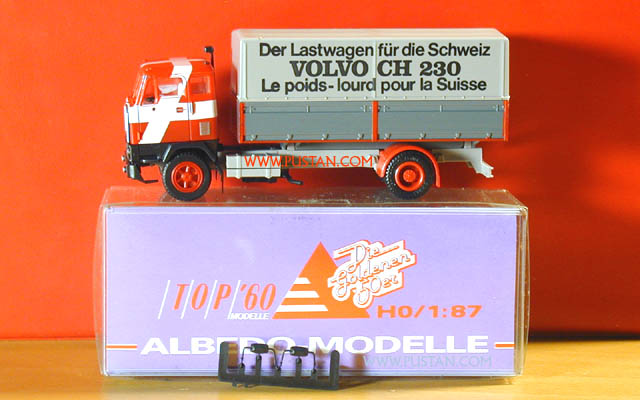 Der Lastwagen für die Schweiz
VOLVO CH 230
Le poids-lourd pour la Suisse
WWW.PUSTAN.COM
Die
goldenen
60er
TOP '60
MODELLE
HO/1:87
ALBEDO MODELLE
WWW.PUSTAN.COM